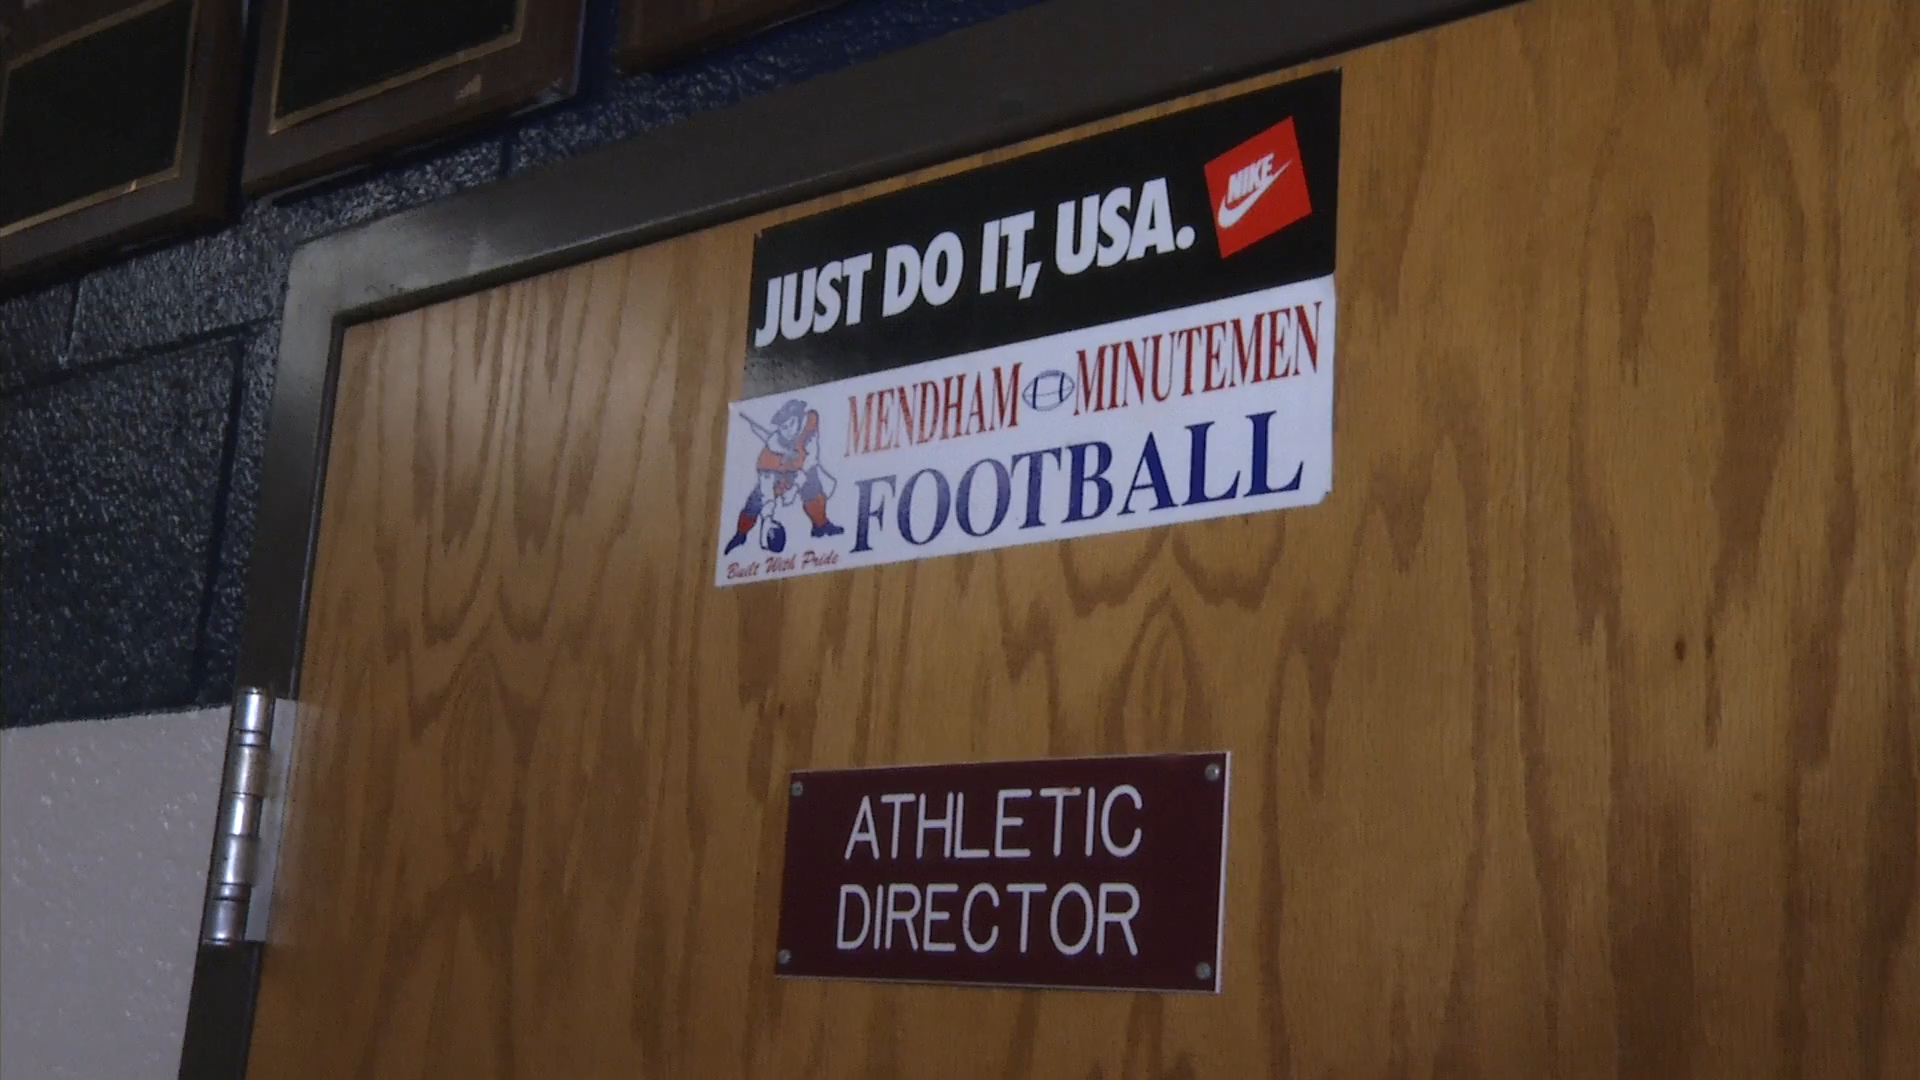 JUST DO IT, USA.
NIKE
MENDHAM MINUTEMEN
FOOTBALL
Built With Pride
ATHLETIC
DIRECTOR